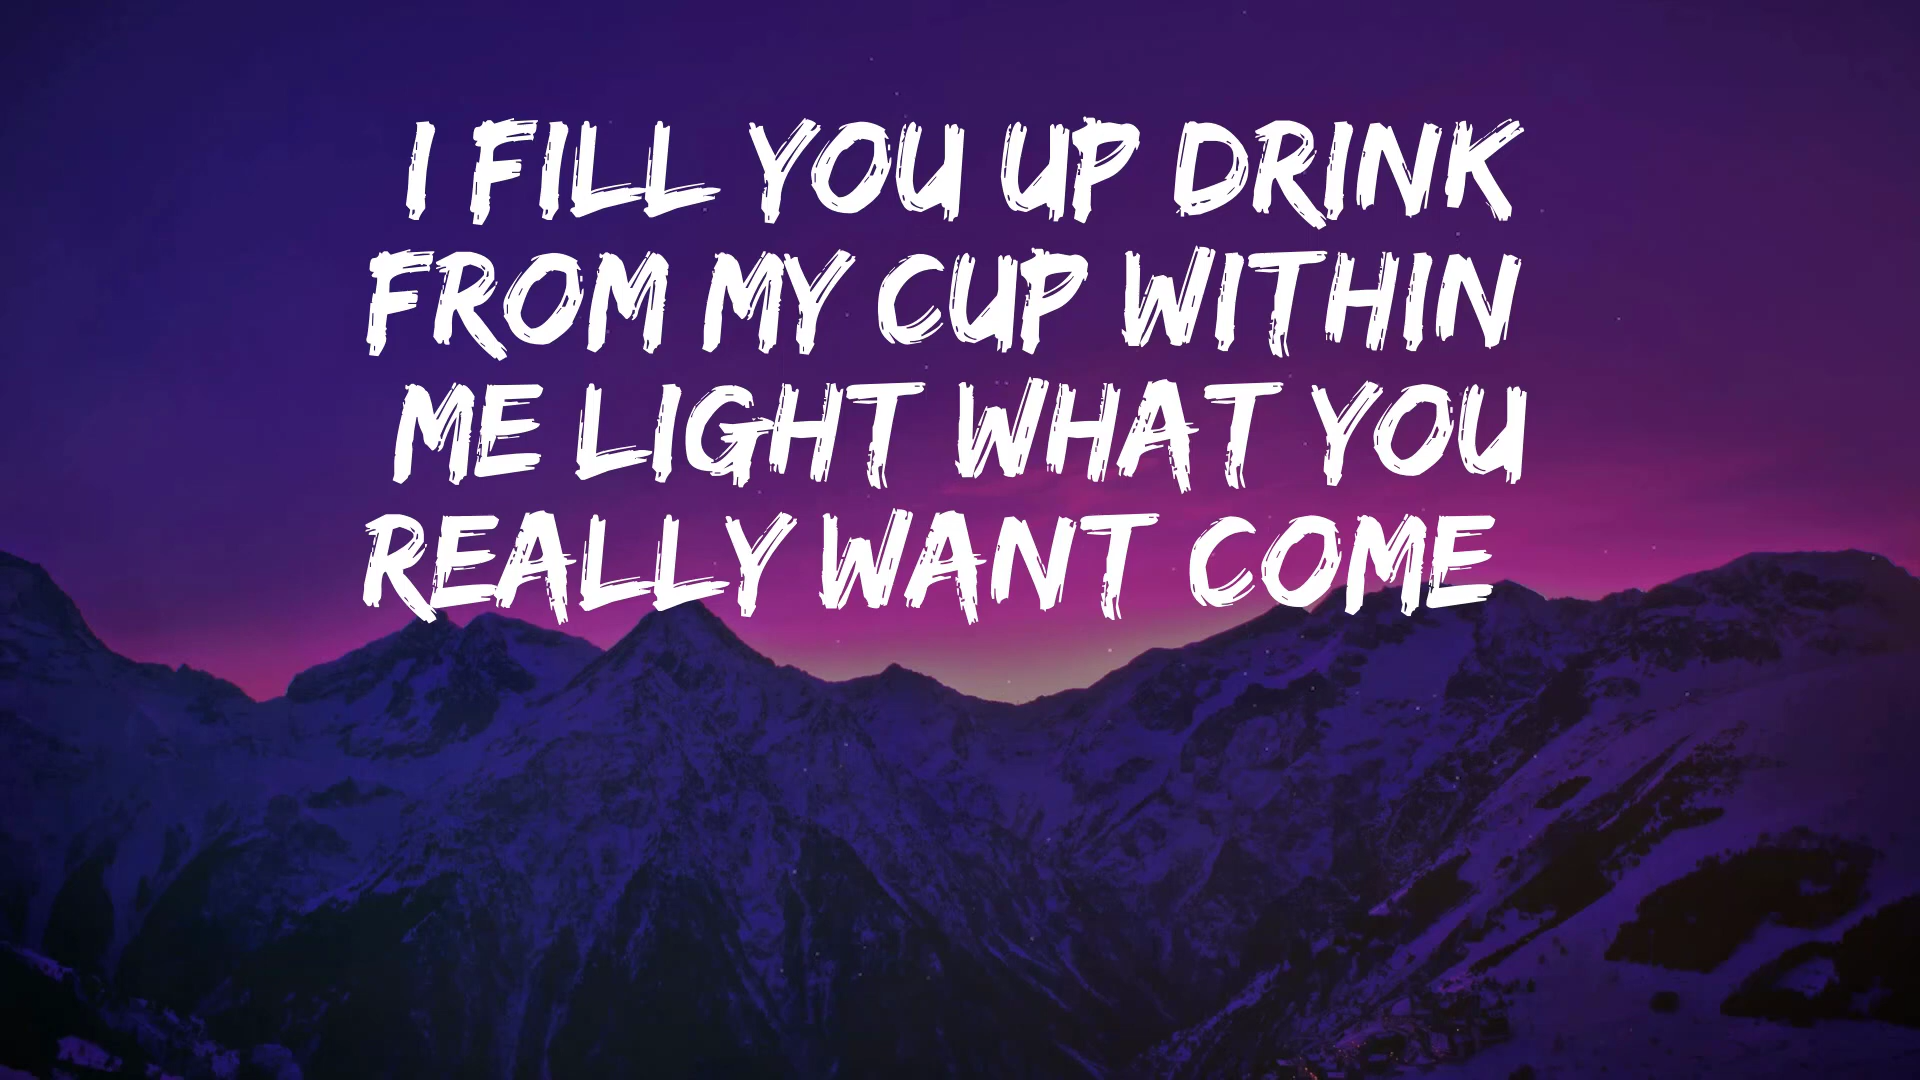 I FILL YOU UP DRINK
FROM MY CUP WITHIN
ME LIGHT WHAT YOU
REALLY WANT COME